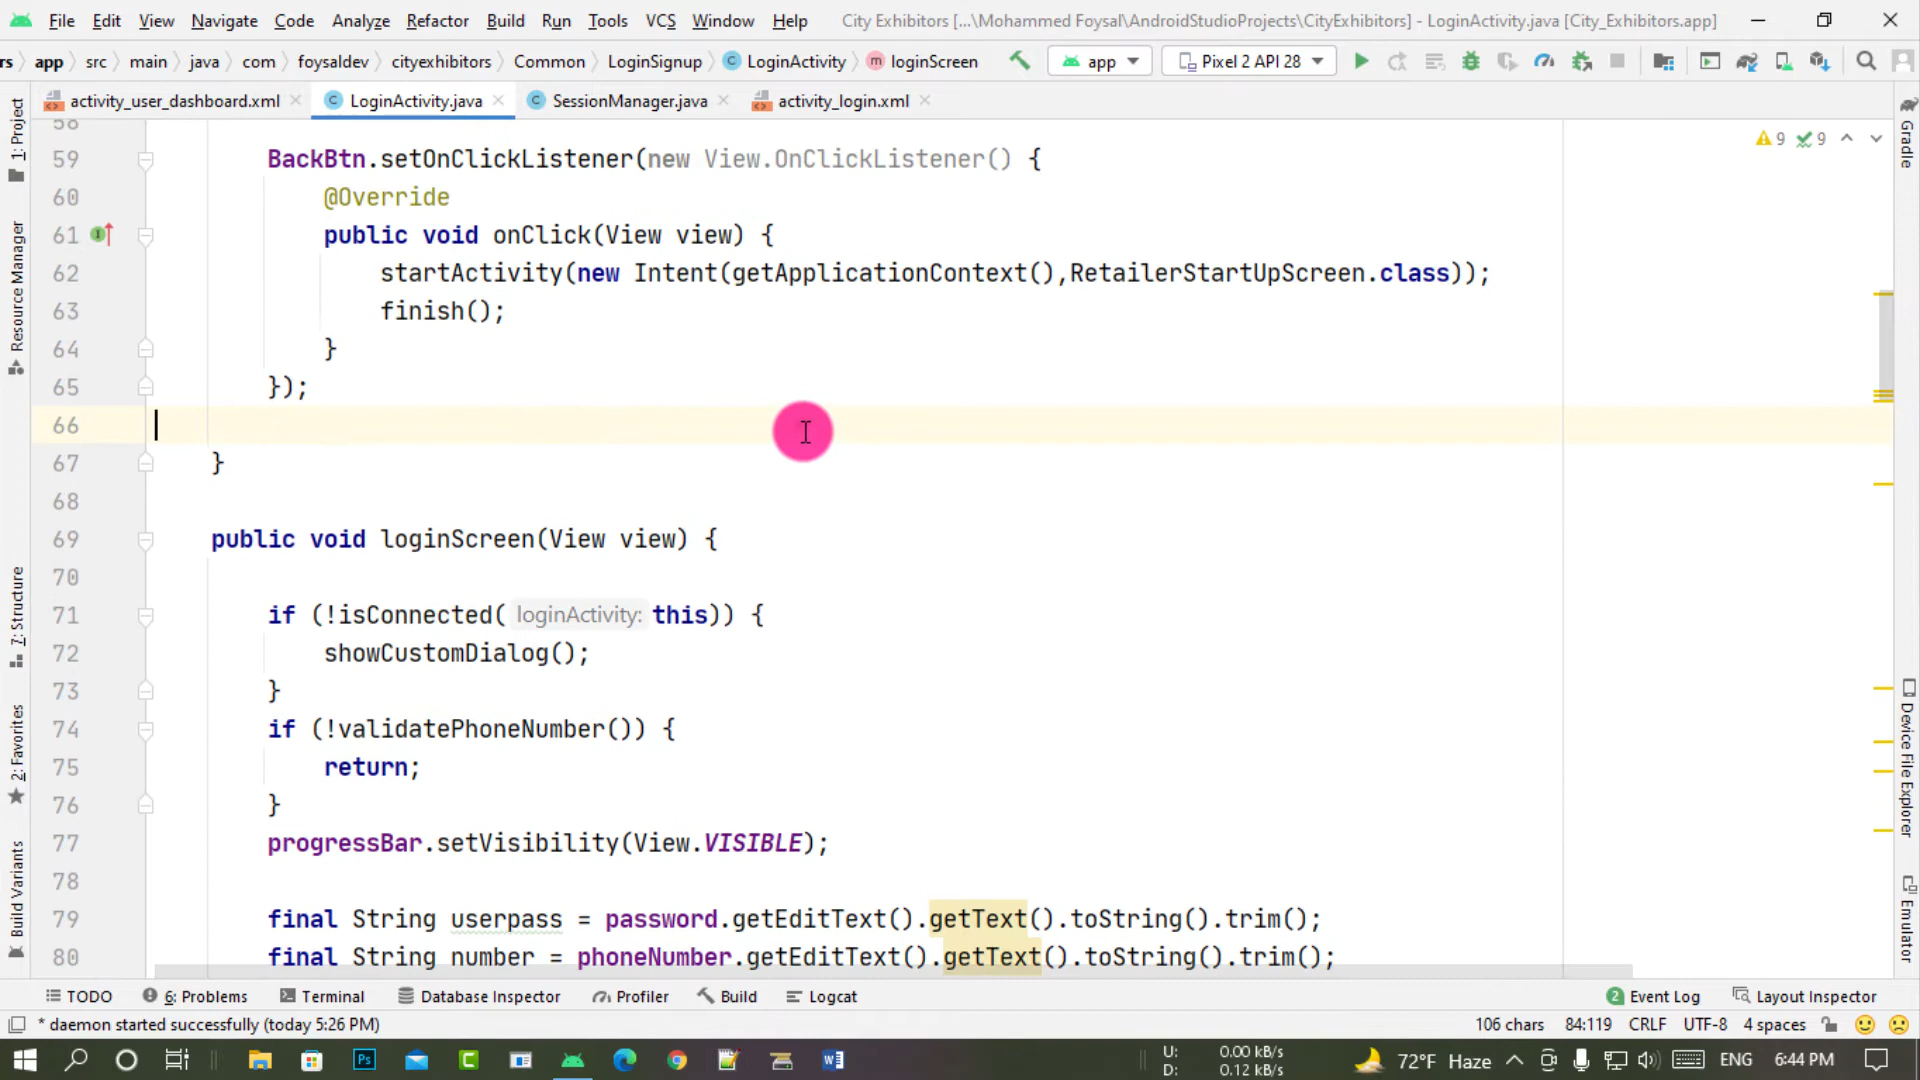 File Edit View Navigate Code Analyze Refactor Build Run Tools VCS Window Help City Exhibitors [...\Mohammed Foysal\AndroidStudioProjects\CityExhibitors] - LoginActivity.java [City_Exhibitors.app]
rs app src main java com foysaldev cityexhibitors Common LoginSignup LoginActivity loginScreen app Pixel 2 API 28
activity_user_dashboard.xml LoginActivity.java SessionManager.java activity_login.xml
58
59 BackBtn.setOnClickListener(new View.OnClickListener() { 9 9
60 @Override
61 public void onClick(View view) {
62 startActivity(new Intent(getApplicationContext(),RetailerStartUpScreen.class));
63 finish();
64 }
65 });
66
67 }
68
69 public void loginScreen(View view) {
70
71 if (!isConnected( loginActivity: this)) {
72 showCustomDialog();
73 }
74 if (!validatePhoneNumber()) {
75 return;
76 }
77 progressBar.setVisibility(View.VISIBLE);
78
79 final String userpass = password.getEditText().getText().toString().trim();
80 final String number = phoneNumber.getEditText().getText().toString().trim();
1: Project
Resource Manager
7: Structure
2: Favorites
Build Variants
Gradle
Device File Explorer
Emulator
TODO 6: Problems Terminal Database Inspector Profiler Build Logcat 2 Event Log Layout Inspector
* daemon started successfully (today 5:26 PM) 106 chars 84:119 CRLF UTF-8 4 spaces
Ps U: 0.00 kB/s 72°F Haze ENG 6:44 PM
D: 0.12 kB/s